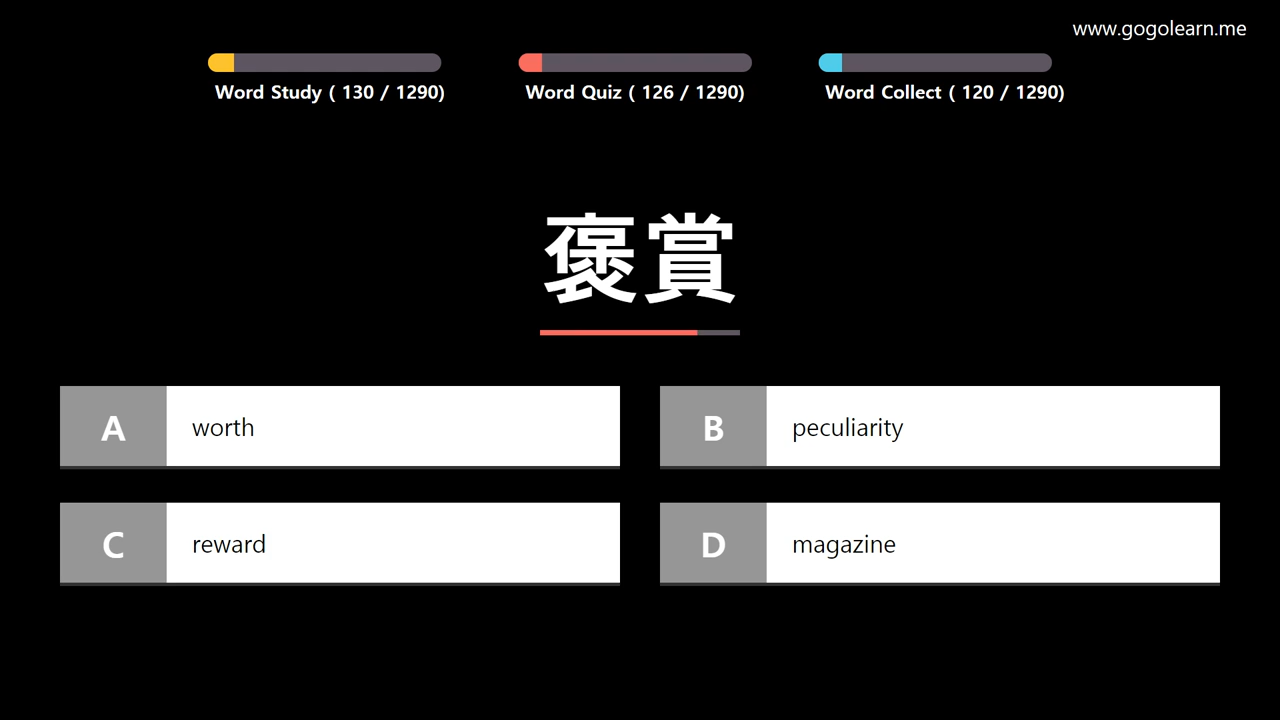 www.gogolearn.me
Word Study ( 130 / 1290)
Word Quiz ( 126 / 1290)
Word Collect ( 120 / 1290)
褒賞
A worth
B peculiarity
C reward
D magazine